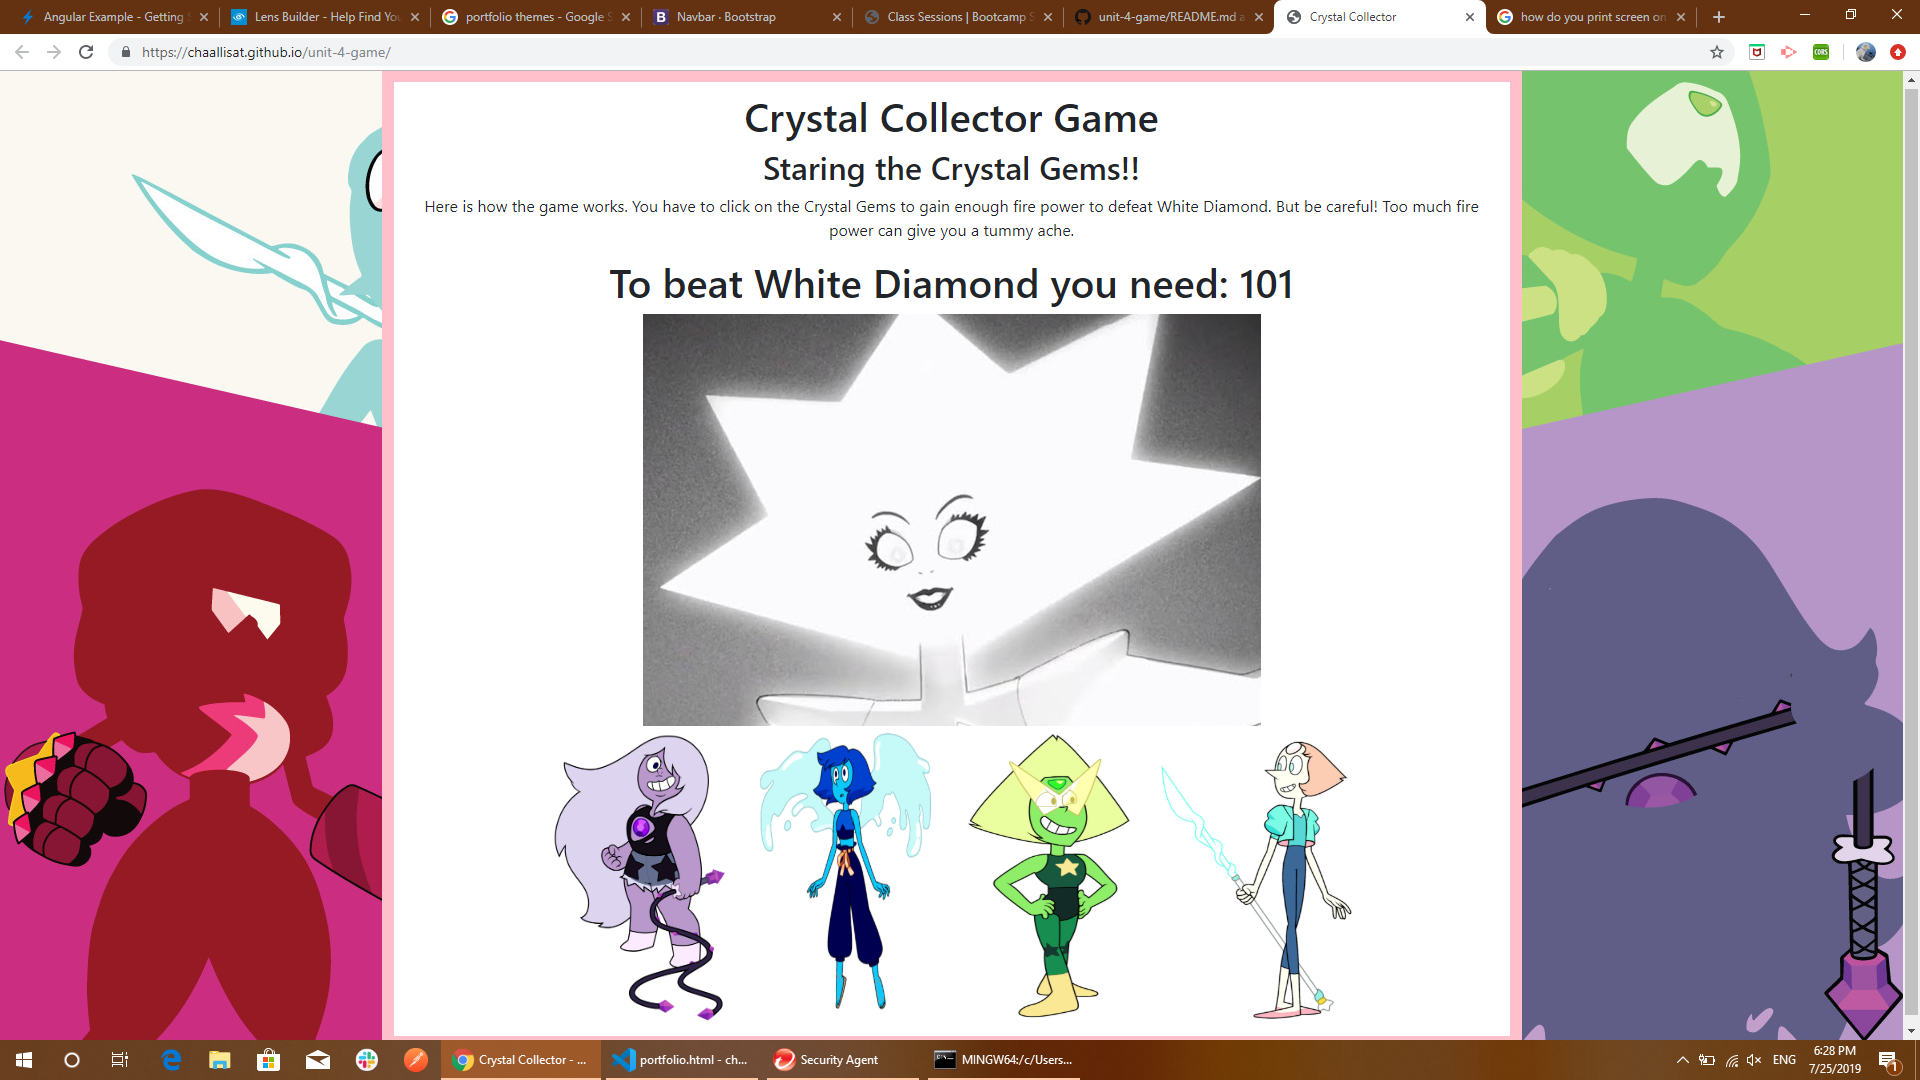 Angular Example - Getting S
Lens Builder - Help Find You
portfolio themes - Google S
Navbar · Bootstrap
Class Sessions | Bootcamp S
unit-4-game/README.md a
Crystal Collector
how do you print screen on
https://chaallisat.github.io/unit-4-game/
CORS
Crystal Collector Game
Staring the Crystal Gems!!
Here is how the game works. You have to click on the Crystal Gems to gain enough fire power to defeat White Diamond. But be careful! Too much fire
power can give you a tummy ache.
To beat White Diamond you need: 101
Crystal Collector - ...
portfolio.html - ch...
Security Agent
MINGW64:/c/Users...
ENG
6:28 PM
7/25/2019
1